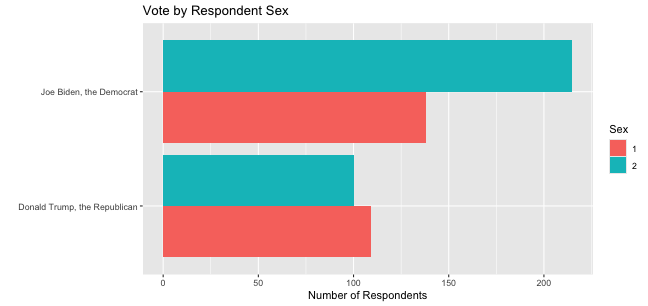 Vote by Respondent Sex
Joe Biden, the Democrat
Donald Trump, the Republican
0 50 100 150 200
Number of Respondents
Sex
1
2